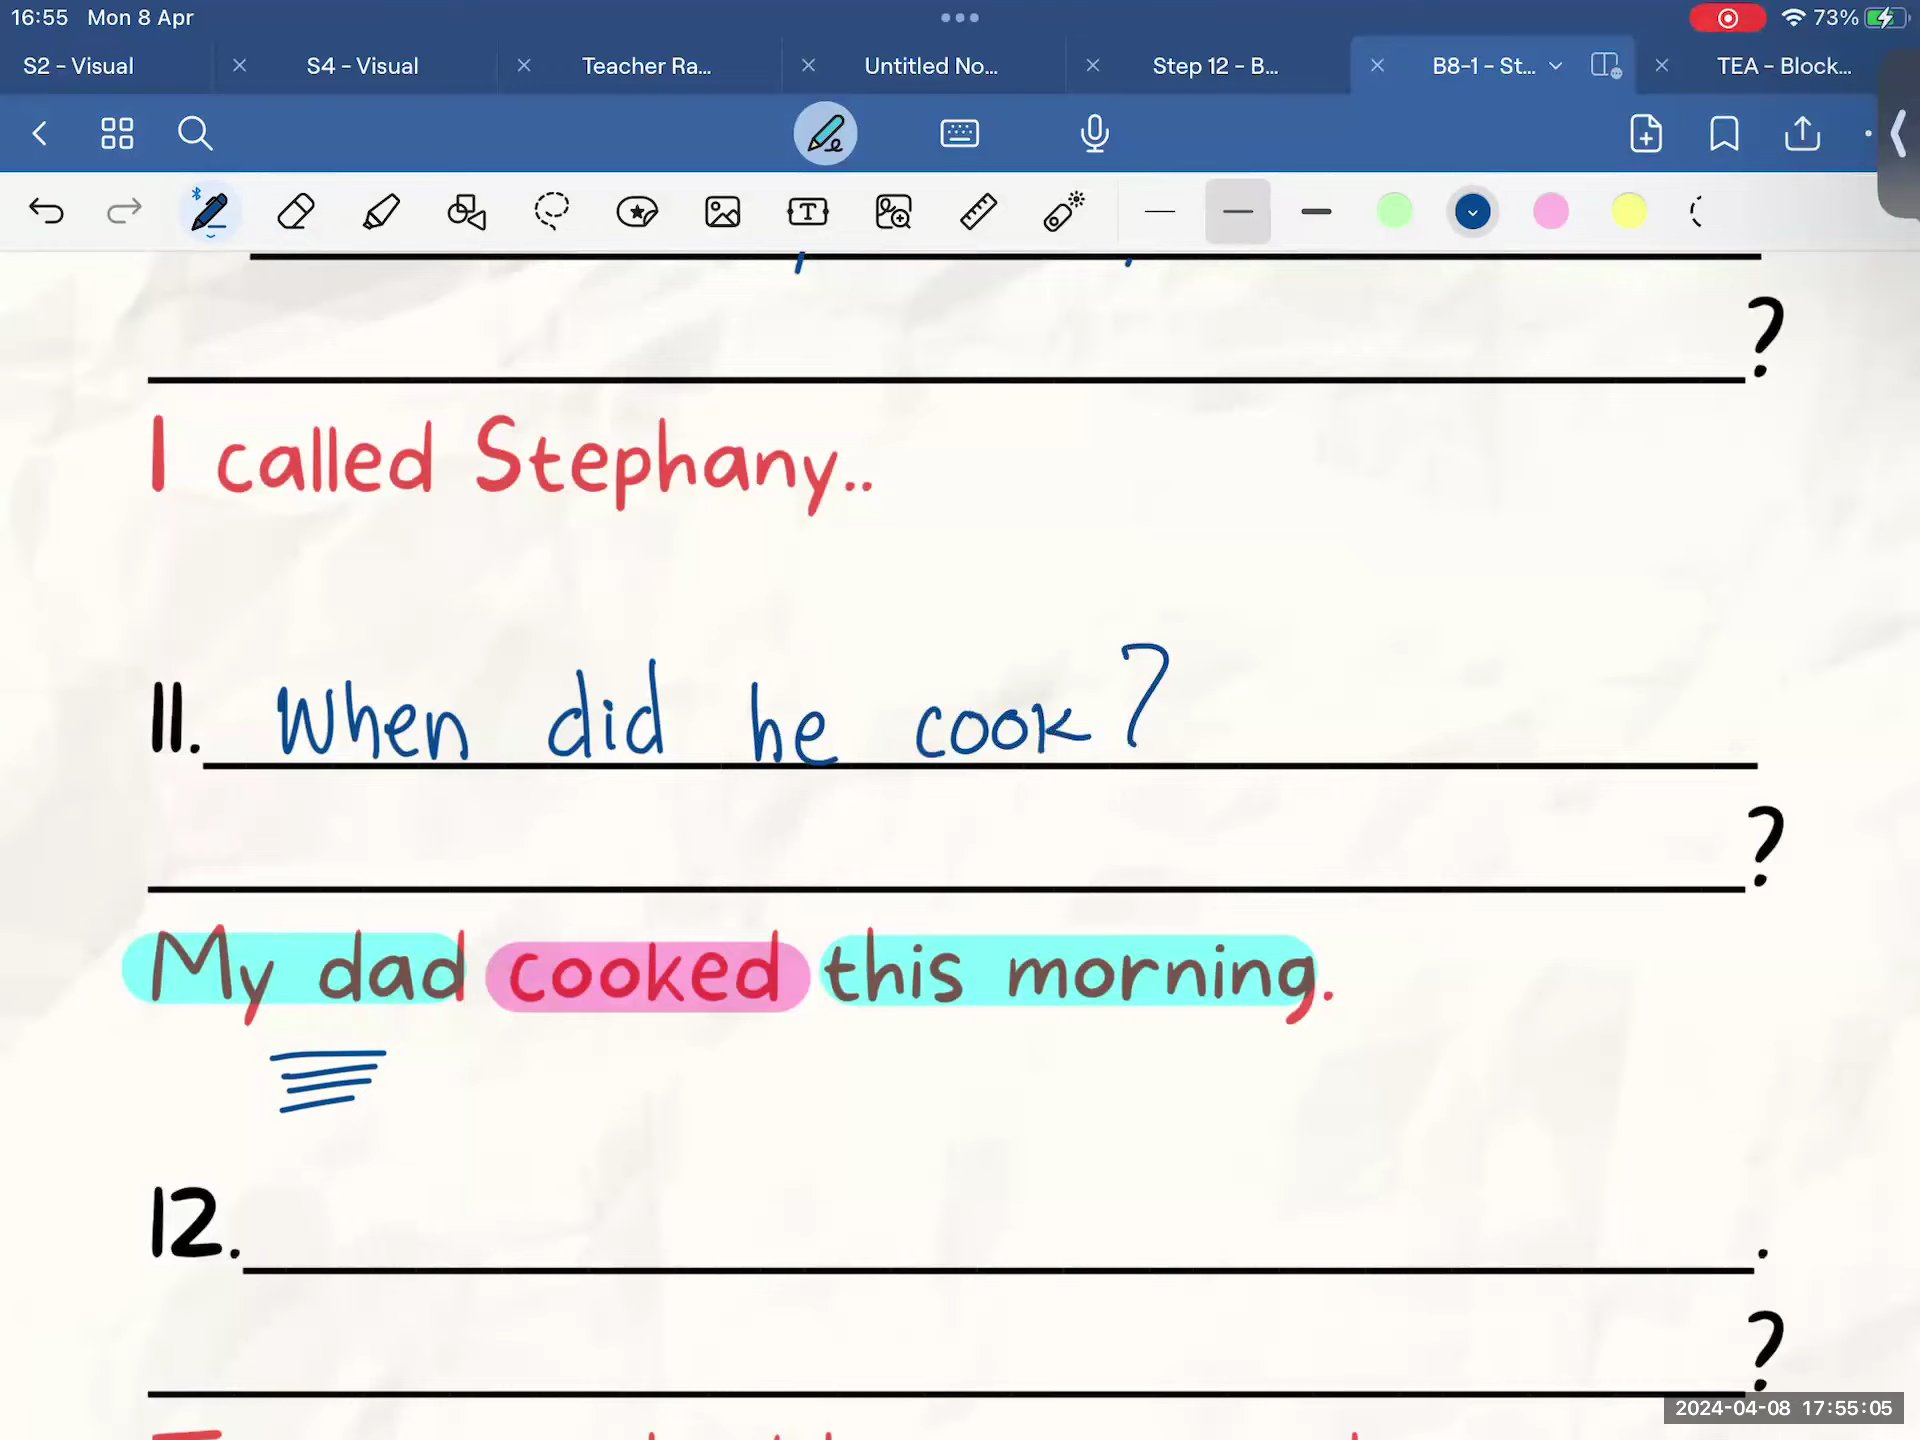 16:55 Mon 8 Apr
73%
S2 - Visual
S4 - Visual
Teacher Ra...
Untitled No...
Step 12 - B...
B8-1 - St...
TEA - Block...
?
I called Stephany..
11. When did he cook?
?
My dad cooked this morning.
12. .
?
2024-04-08 17:55:05